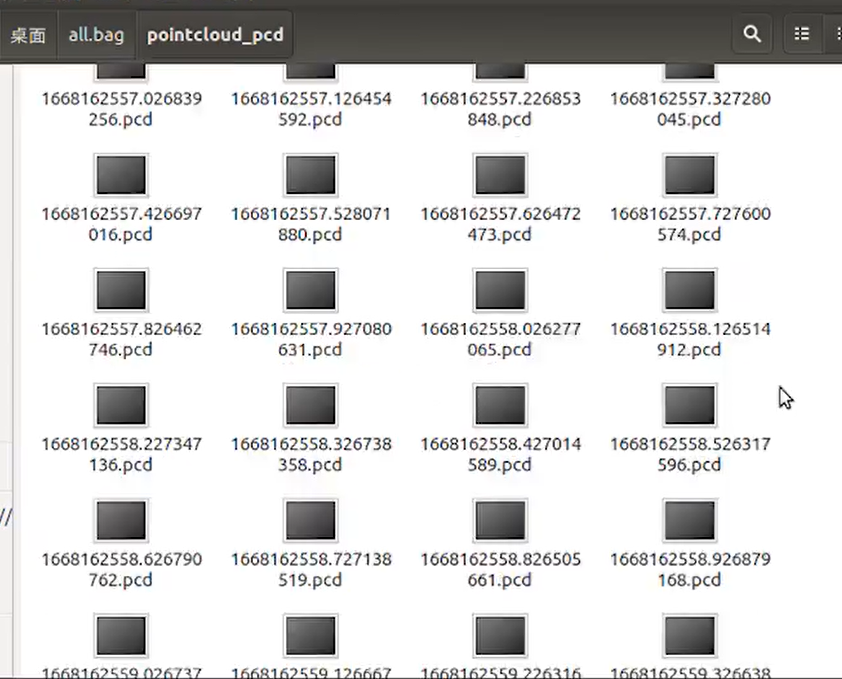 桌面 all.bag pointcloud_pcd
1668162557.026839 1668162557.126454 1668162557.226853 1668162557.327280
256.pcd 592.pcd 848.pcd 045.pcd
1668162557.426697 1668162557.528071 1668162557.626472 1668162557.727600
016.pcd 880.pcd 473.pcd 574.pcd
1668162557.826462 1668162557.927080 1668162558.026277 1668162558.126514
746.pcd 631.pcd 065.pcd 912.pcd
1668162558.227347 1668162558.326738 1668162558.427014 1668162558.526317
136.pcd 358.pcd 589.pcd 596.pcd
//
1668162558.626790 1668162558.727138 1668162558.826505 1668162558.926879
762.pcd 519.pcd 661.pcd 168.pcd
1668162559.026737 1668162559.126667 1668162559.226316 1668162559.326638